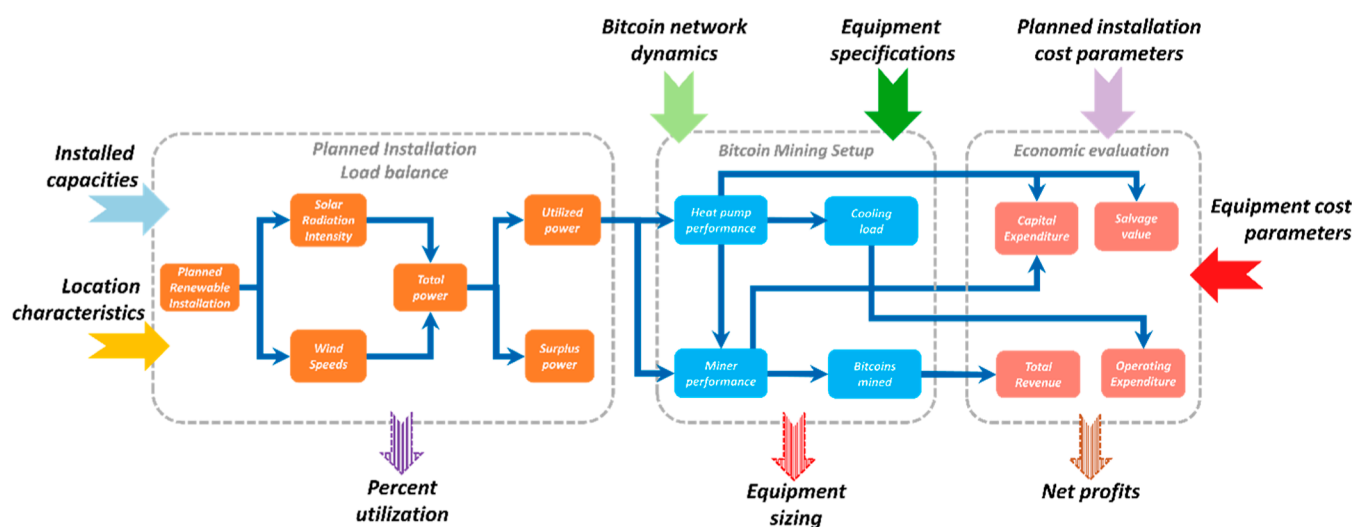 Bitcoin network
dynamics
Equipment
specifications
Planned installation
cost parameters
Installed
capacities
Location
characteristics
Planned Installation
Load balance
Planned
Renewable
Installation
Solar
Radiation
Intensity
Wind
Speeds
Total
power
Utilized
power
Surplus
power
Bitcoin Mining Setup
Heat pump
performance
Cooling
load
Miner
performance
Bitcoins
mined
Economic evaluation
Capital
Expenditure
Salvage
value
Total
Revenue
Operating
Expenditure
Equipment cost
parameters
Percent
utilization
Equipment
sizing
Net profits